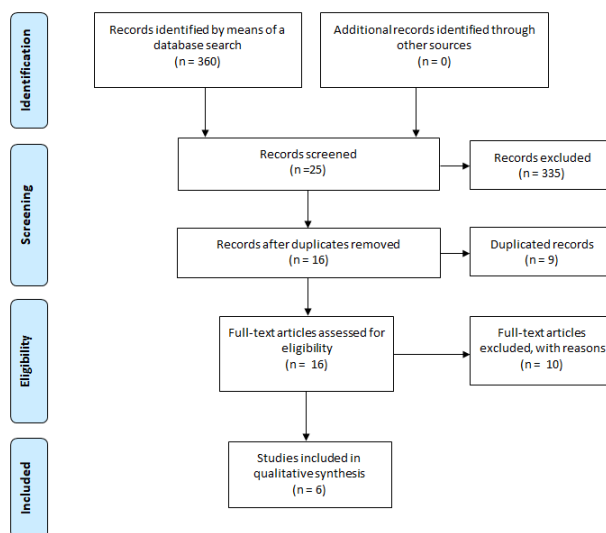 Identification
Records identified by means of a
database search
(n = 360)
Additional records identified through
other sources
(n = 0)
Screening
Records screened
(n =25)
Records excluded
(n = 335)
Records after duplicates removed
(n = 16)
Duplicated records
(n = 9)
Eligibility
Full-text articles assessed for
eligibility
(n = 16)
Full-text articles
excluded, with reasons
(n = 10)
Included
Studies included in
qualitative synthesis
(n = 6)